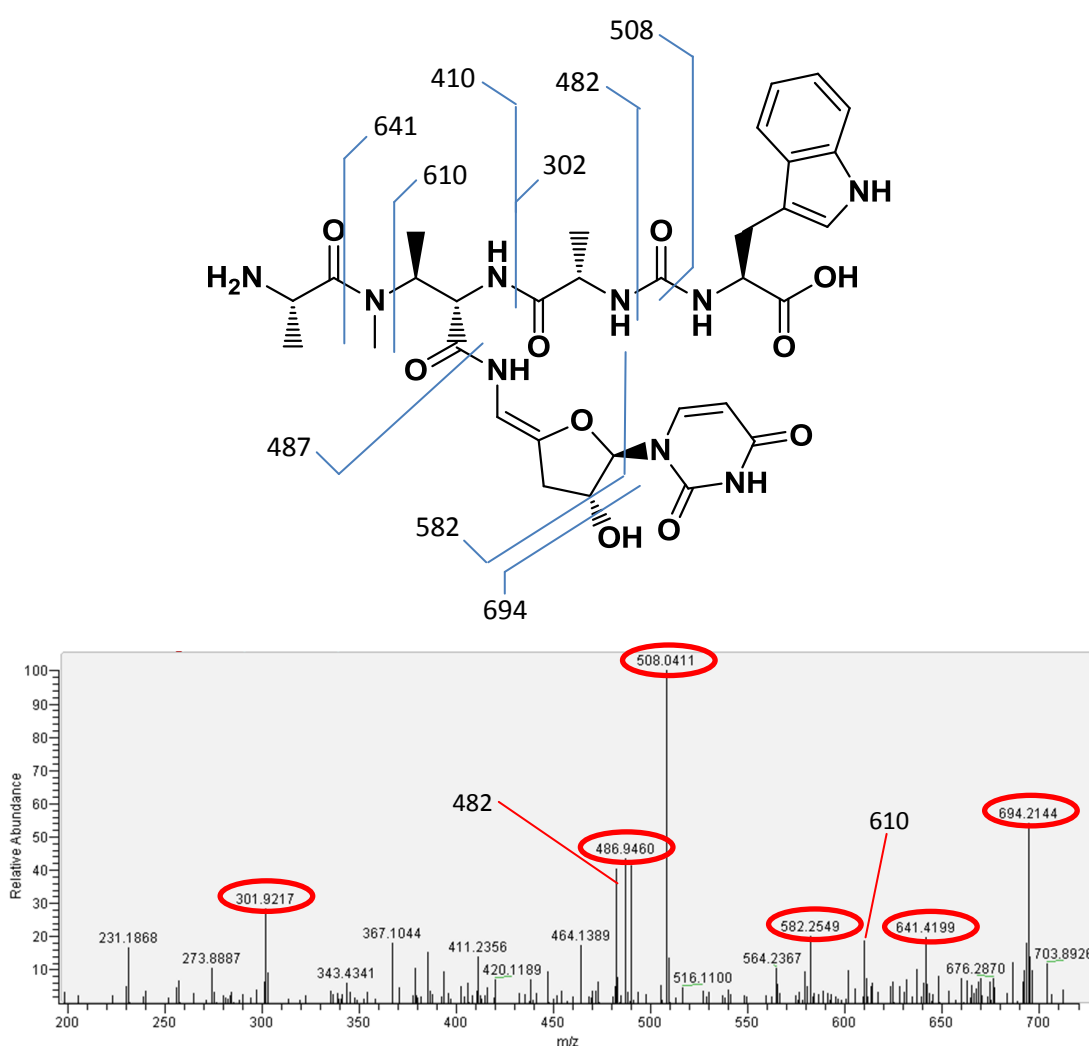 508
410
482
641
302
610
O
O
NH
H
H₂N
N
N
O
N
H
N
H
OH
O
O
O
NH
O
487
N
O
NH
O
582
OH
694
508.0411
694.2144
482
610
486.9460
301.9217
582.2549
641.4199
231.1868
367.1044
464.1389
411.2356
273.8887
564.2367
703.8926
343.4341
420.1189
516.1100
676.2870
Relative Abundance
100
90
80
70
60
50
40
30
20
10
200 250 300 350 400 450 500 550 600 650 700
m/z